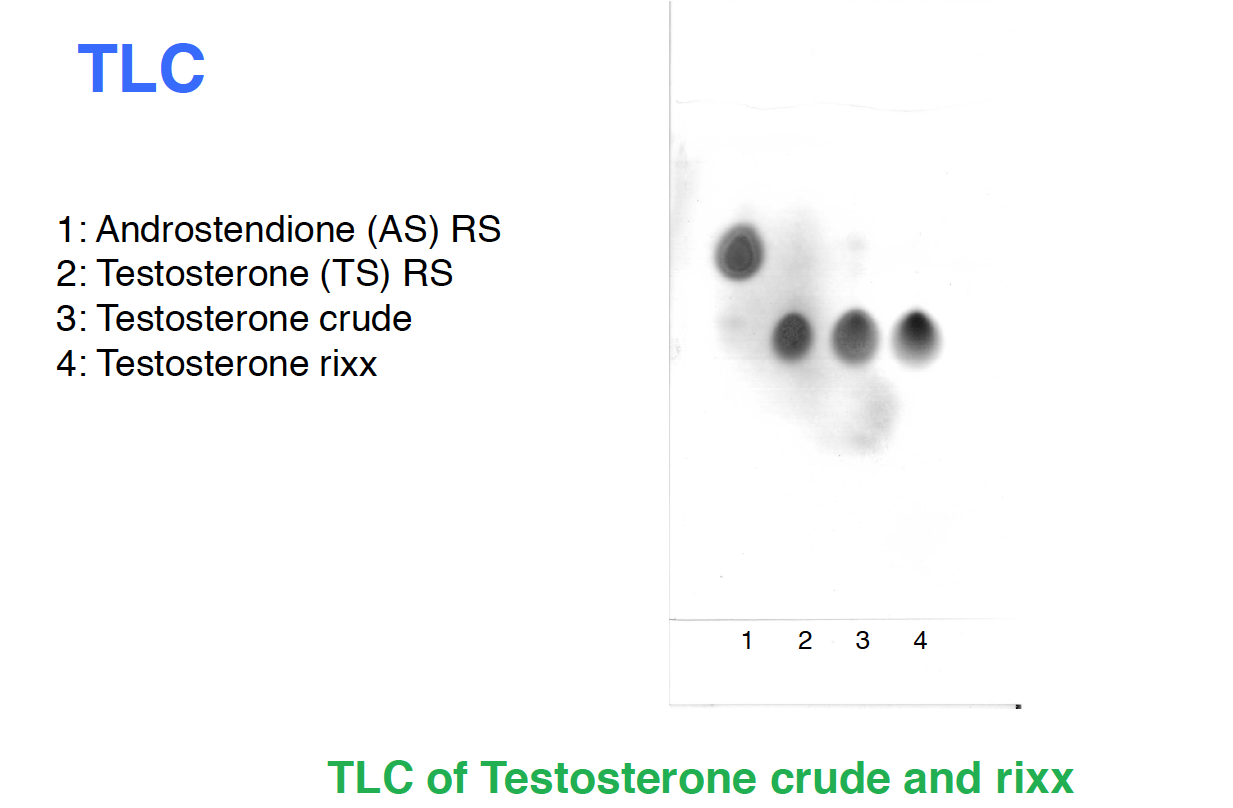 TLC
1: Androstendione (AS) RS
2: Testosterone (TS) RS
3: Testosterone crude
4: Testosterone rixx
1 2 3 4
TLC of Testosterone crude and rixx